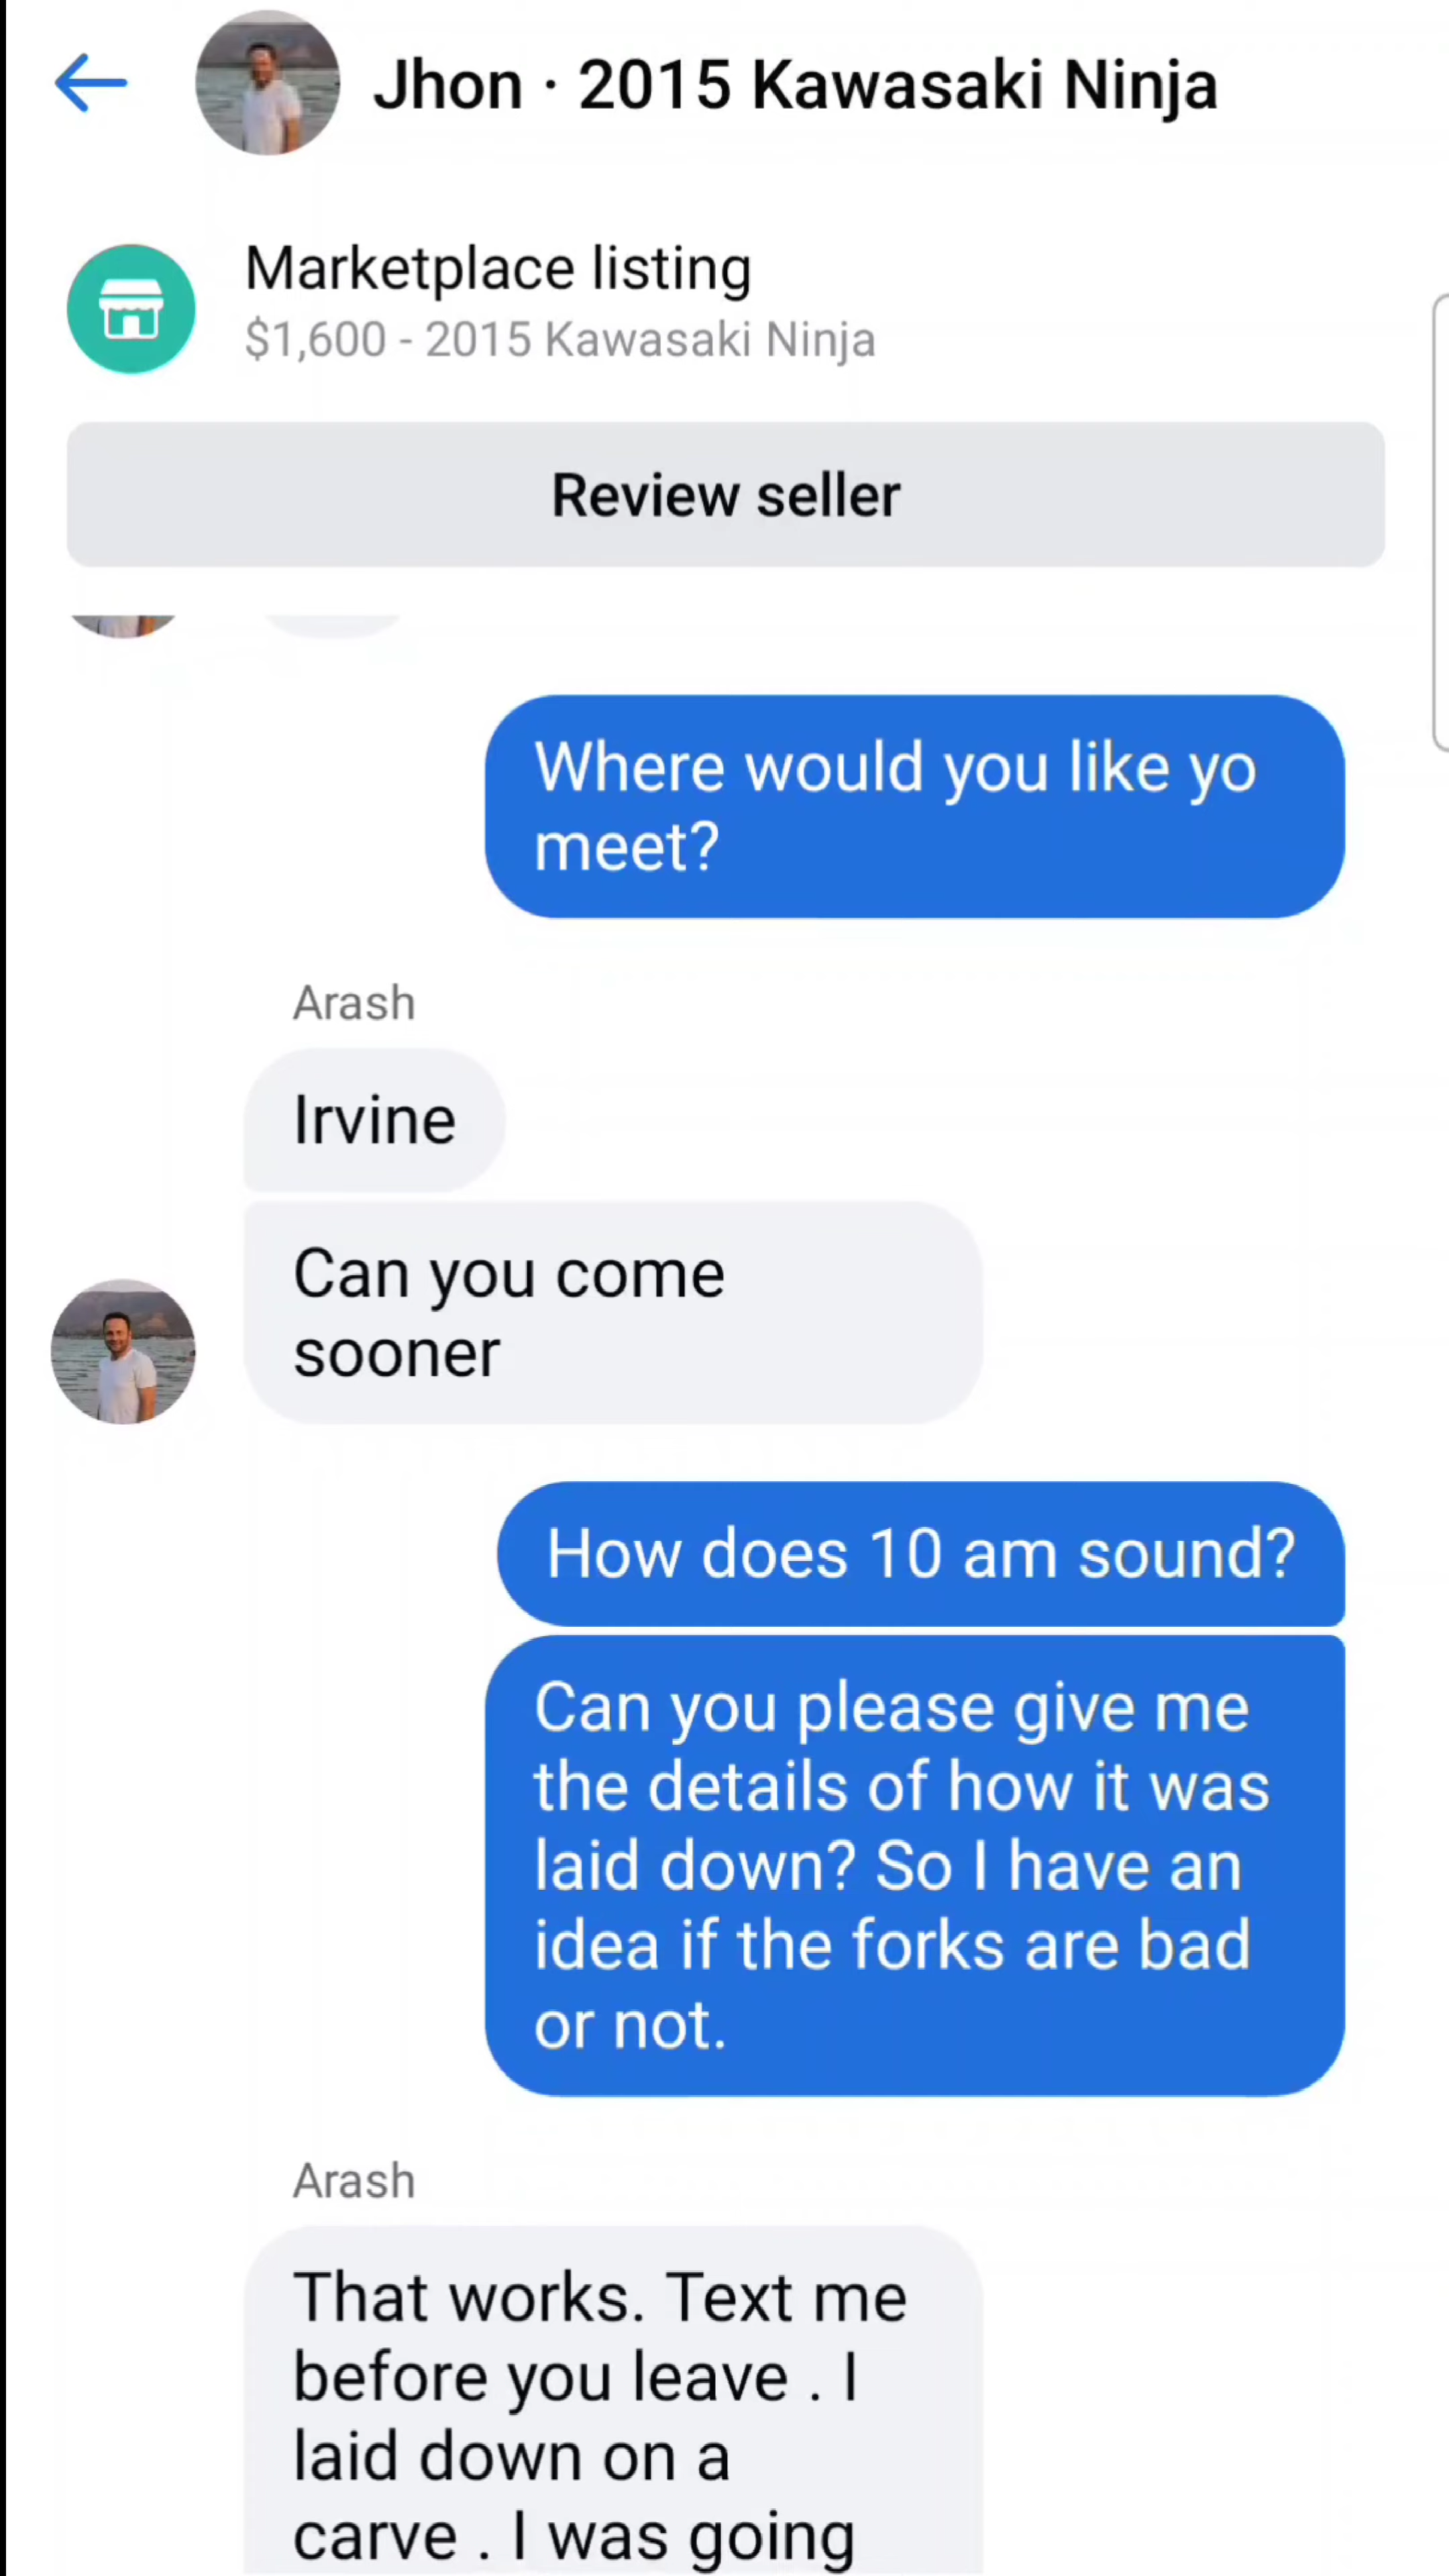 Jhon · 2015 Kawasaki Ninja
Marketplace listing
$1,600 - 2015 Kawasaki Ninja
Review seller
Where would you like yo
meet?
Arash
Irvine
Can you come
sooner
How does 10 am sound?
Can you please give me
the details of how it was
laid down? So I have an
idea if the forks are bad
or not.
Arash
That works. Text me
before you leave . I
laid down on a
carve . I was going